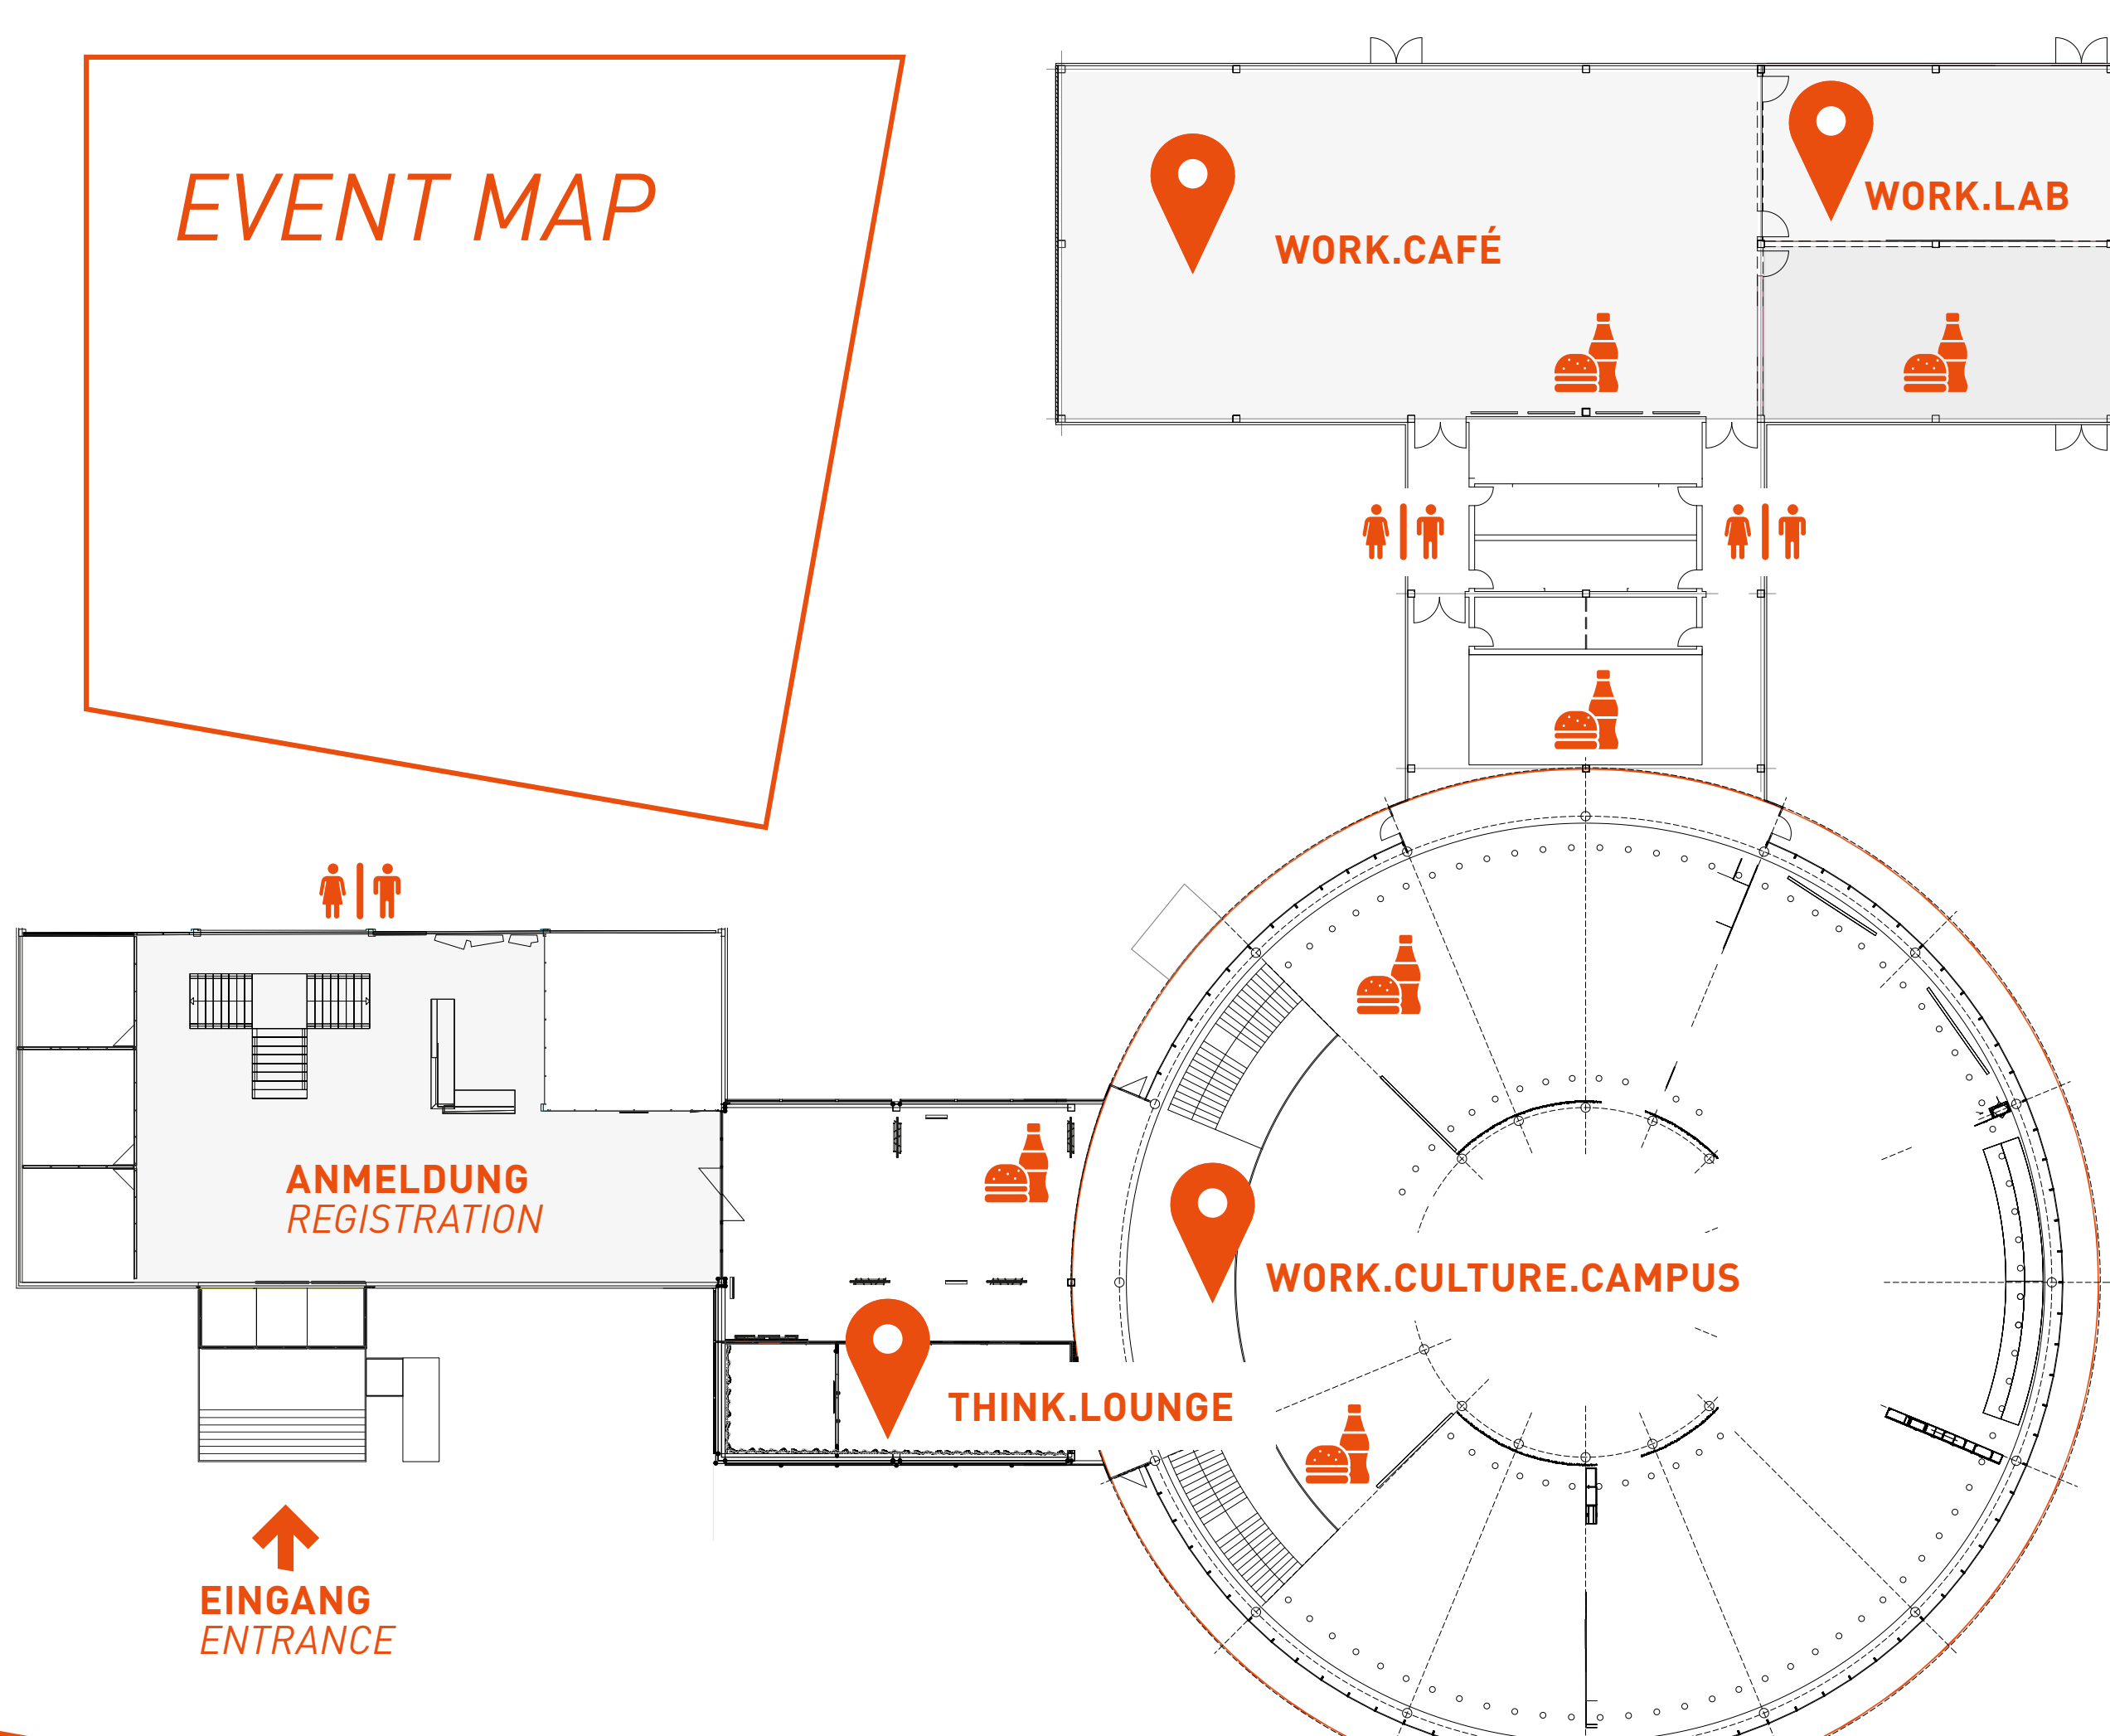 EVENT MAP
WORK.CAFÉ
WORK.LAB
ANMELDUNG
REGISTRATION
WORK.CULTURE.CAMPUS
THINK.LOUNGE
EINGANG
ENTRANCE